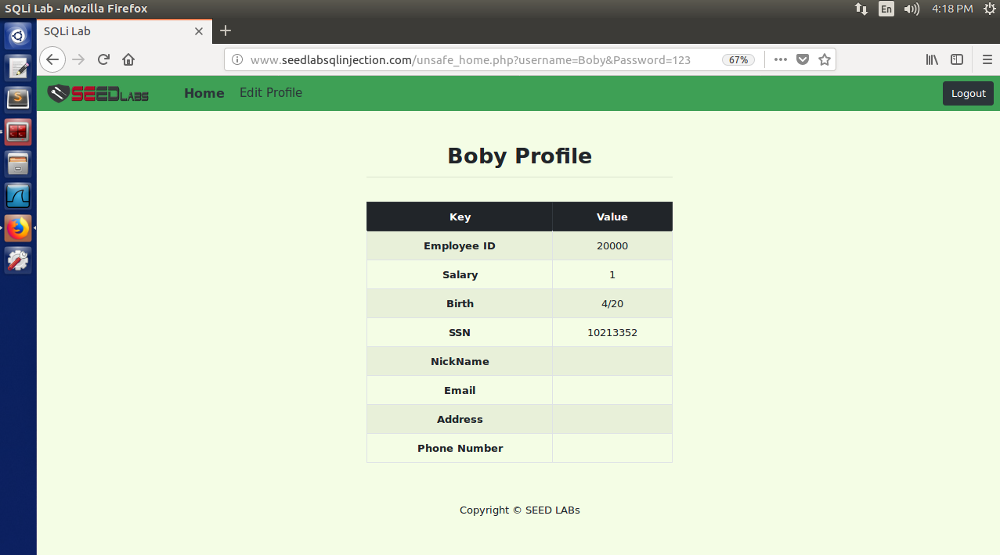 SQLi Lab - Mozilla Firefox
En
4:18 PM
SQLi Lab
www.seedlabsqlinjection.com/unsafe_home.php?username=Boby&Password=123
67%
SEEDLABS Home Edit Profile Logout
Boby Profile
Key Value
Employee ID 20000
Salary 1
Birth 4/20
SSN 10213352
NickName
Email
Address
Phone Number
Copyright © SEED LABs